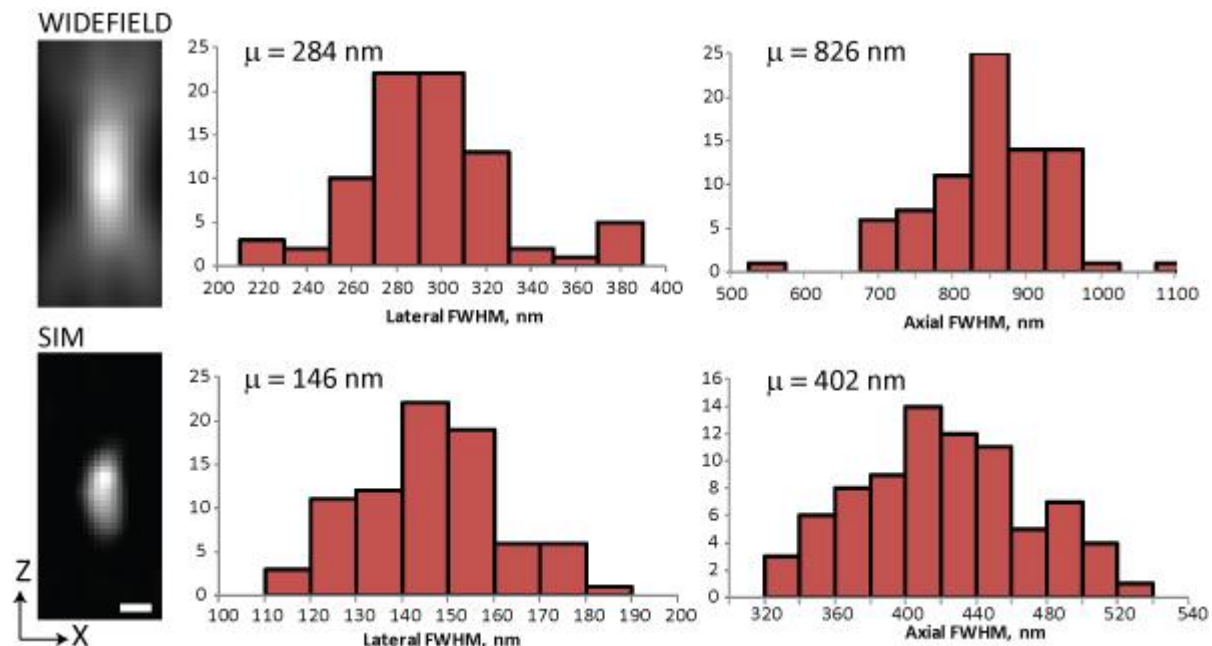 WIDEFIELD
μ = 284 nm
25
20
15
10
5
0
200 220 240 260 280 300 320 340 360 380 400
Lateral FWHM, nm
μ = 826 nm
25
20
15
10
5
0
500 600 700 800 900 1000 1100
Axial FWHM, nm
SIM
μ = 146 nm
25
20
15
10
5
0
100 110 120 130 140 150 160 170 180 190 200
Lateral FWHM, nm
μ = 402 nm
16
14
12
10
8
6
4
2
0
320 360 400 440 480 520 540
Axial FWHM, nm
Z
X